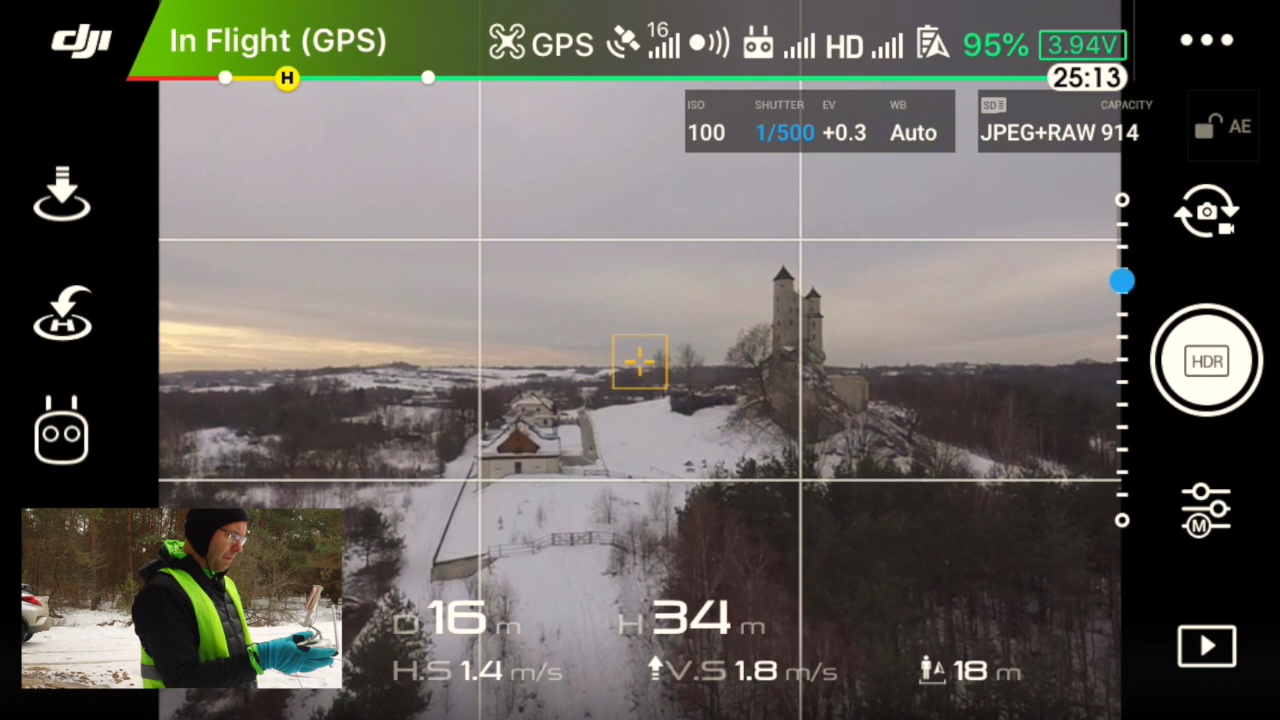 dji In Flight (GPS) GPS 16 HD 95% 3.94V
H 25:13
ISO SHUTTER EV WB SD CAPACITY
100 1/500 +0.3 Auto JPEG+RAW 914
AE
H
HDR
M
D 16 m H 34 m
H.S 1.4 m/s V.S 1.8 m/s 18 m